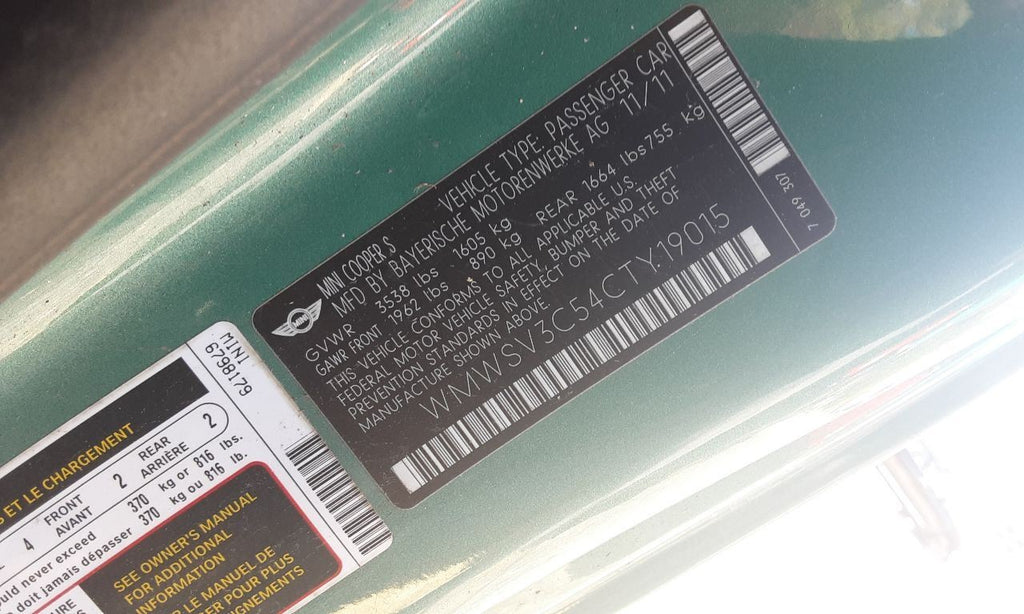 MINI COOPER S
VEHICLE TYPE: PASSENGER CAR
MFD BY BAYERISCHE MOTORENWERKE AG 11/11
GVWR 3538 lbs 1605 kg
GAWR FRONT 1962 lbs 890 kg REAR 1664 lbs 755 kg
THIS VEHICLE CONFORMS TO ALL APPLICABLE U.S.
FEDERAL MOTOR VEHICLE SAFETY, BUMPER AND THEFT
PREVENTION STANDARDS IN EFFECT ON THE DATE OF
MANUFACTURE SHOWN ABOVE.
WMWSV3C54CTY19015
7 049 307
MINI
6798179
ET LE CHARGEMENT
4 FRONT AVANT 2 REAR ARRIÈRE 2
never exceed 370 kg or 816 lbs.
doit jamais dépasser 370 kg ou 816 lb.
SEE OWNER'S MANUAL
FOR ADDITIONAL
INFORMATION
LE MANUEL DE
POUR PLUS